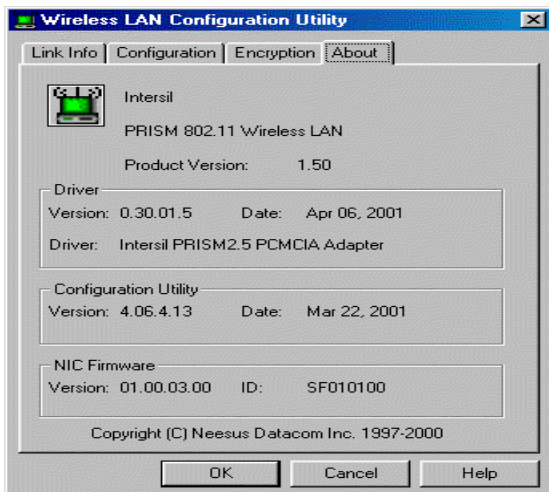 Wireless LAN Configuration Utility
Link Info Configuration Encryption About
Intersil
PRISM 802.11 Wireless LAN
Product Version: 1.50
Driver
Version: 0.30.01.5 Date: Apr 06, 2001
Driver: Intersil PRISM2.5 PCMCIA Adapter
Configuration Utility
Version: 4.06.4.13 Date: Mar 22, 2001
NIC Firmware
Version: 01.00.03.00 ID: SF010100
Copyright (C) Neesus Datacom Inc. 1997-2000
OK Cancel Help